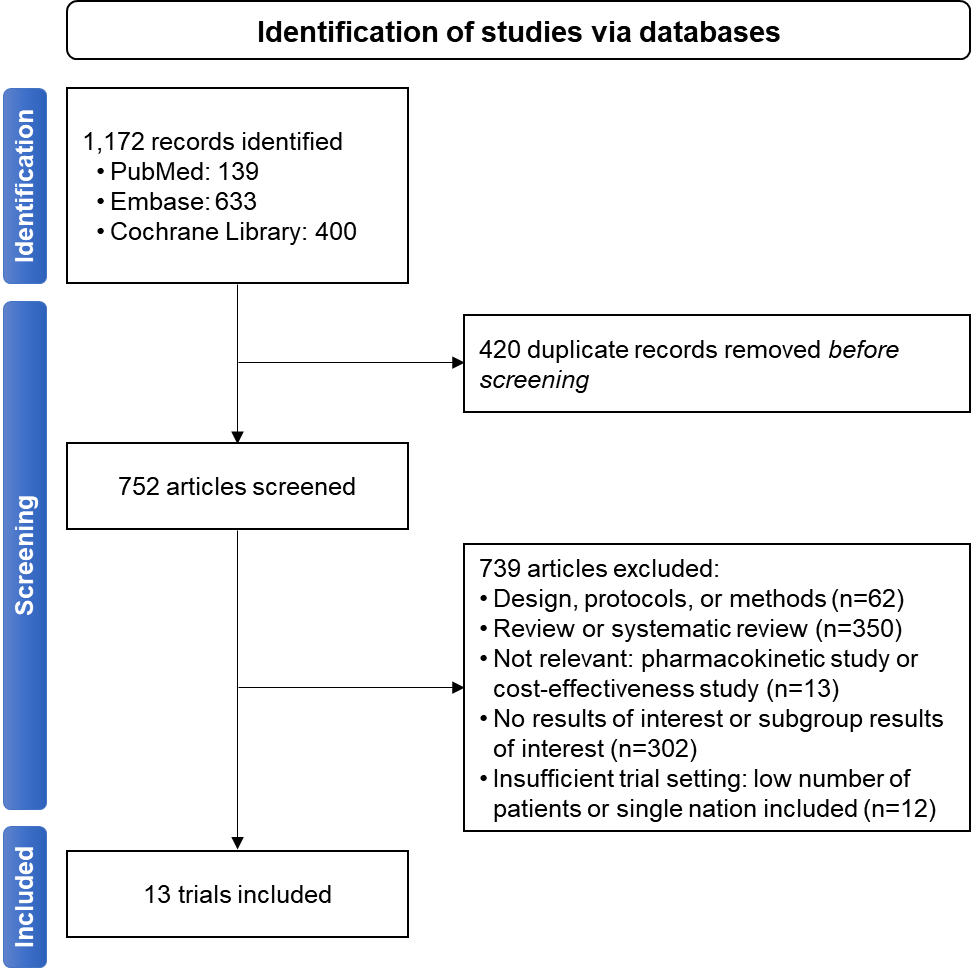 Identification of studies via databases
Identification
1,172 records identified
• PubMed: 139
• Embase: 633
• Cochrane Library: 400
Screening
420 duplicate records removed before
screening
752 articles screened
739 articles excluded:
• Design, protocols, or methods (n=62)
• Review or systematic review (n=350)
• Not relevant: pharmacokinetic study or
cost-effectiveness study (n=13)
• No results of interest or subgroup results
of interest (n=302)
• Insufficient trial setting: low number of
patients or single nation included (n=12)
Included
13 trials included